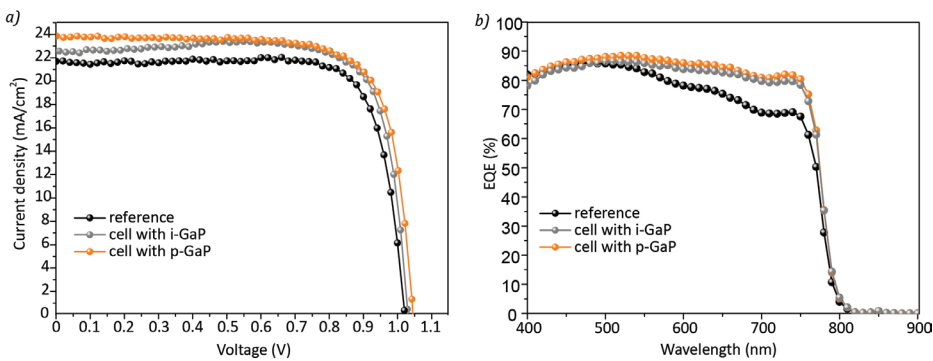 a)
Current density (mA/cm²)
24
22
20
18
16
14
12
10
8
6
4
2
0
reference
cell with i-GaP
cell with p-GaP
0 0.1 0.2 0.3 0.4 0.5 0.6 0.7 0.8 0.9 1.0 1.1
Voltage (V)
b)
EQE (%)
100
90
80
70
60
50
40
30
20
10
0
reference
cell with i-GaP
cell with p-GaP
400 500 600 700 800 900
Wavelength (nm)